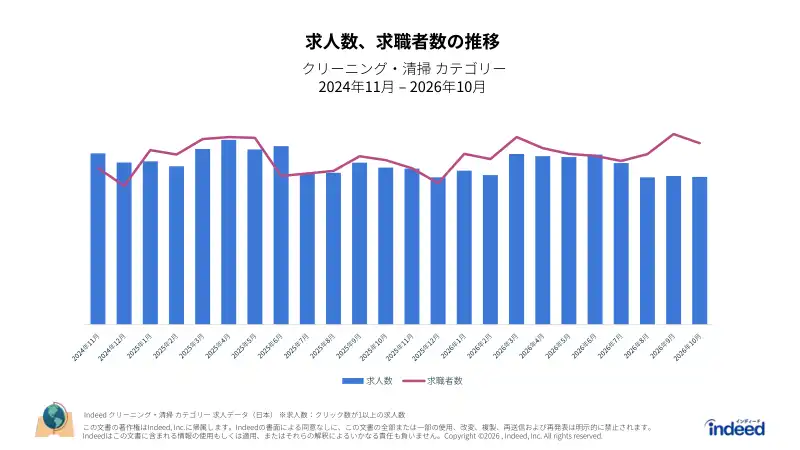 求人数、求職者数の推移
クリーニング・清掃 カテゴリー
2024年11月 – 2026年10月
2024年11月
2024年12月
2025年1月
2025年2月
2025年3月
2025年4月
2025年5月
2025年6月
2025年7月
2025年8月
2025年9月
2025年10月
2025年11月
2025年12月
2026年1月
2026年2月
2026年3月
2026年4月
2026年5月
2026年6月
2026年7月
2026年8月
2026年9月
2026年10月
求人数 求職者数
Indeed クリーニング・清掃 カテゴリー 求人データ（日本） ※求人数：クリック数が1以上の求人数
この文書の著作権はIndeed, Inc.に帰属します。Indeedの書面による同意なしに、この文書の全部または一部の使用、改変、複製、再送信および再発表は明示的に禁止されます。
Indeedはこの文書に含まれる情報の使用もしくは適用、またはそれらの解釈によるいかなる責任も負いません。Copyright ©2026 , Indeed, Inc. All rights reserved.
インディード
indeed